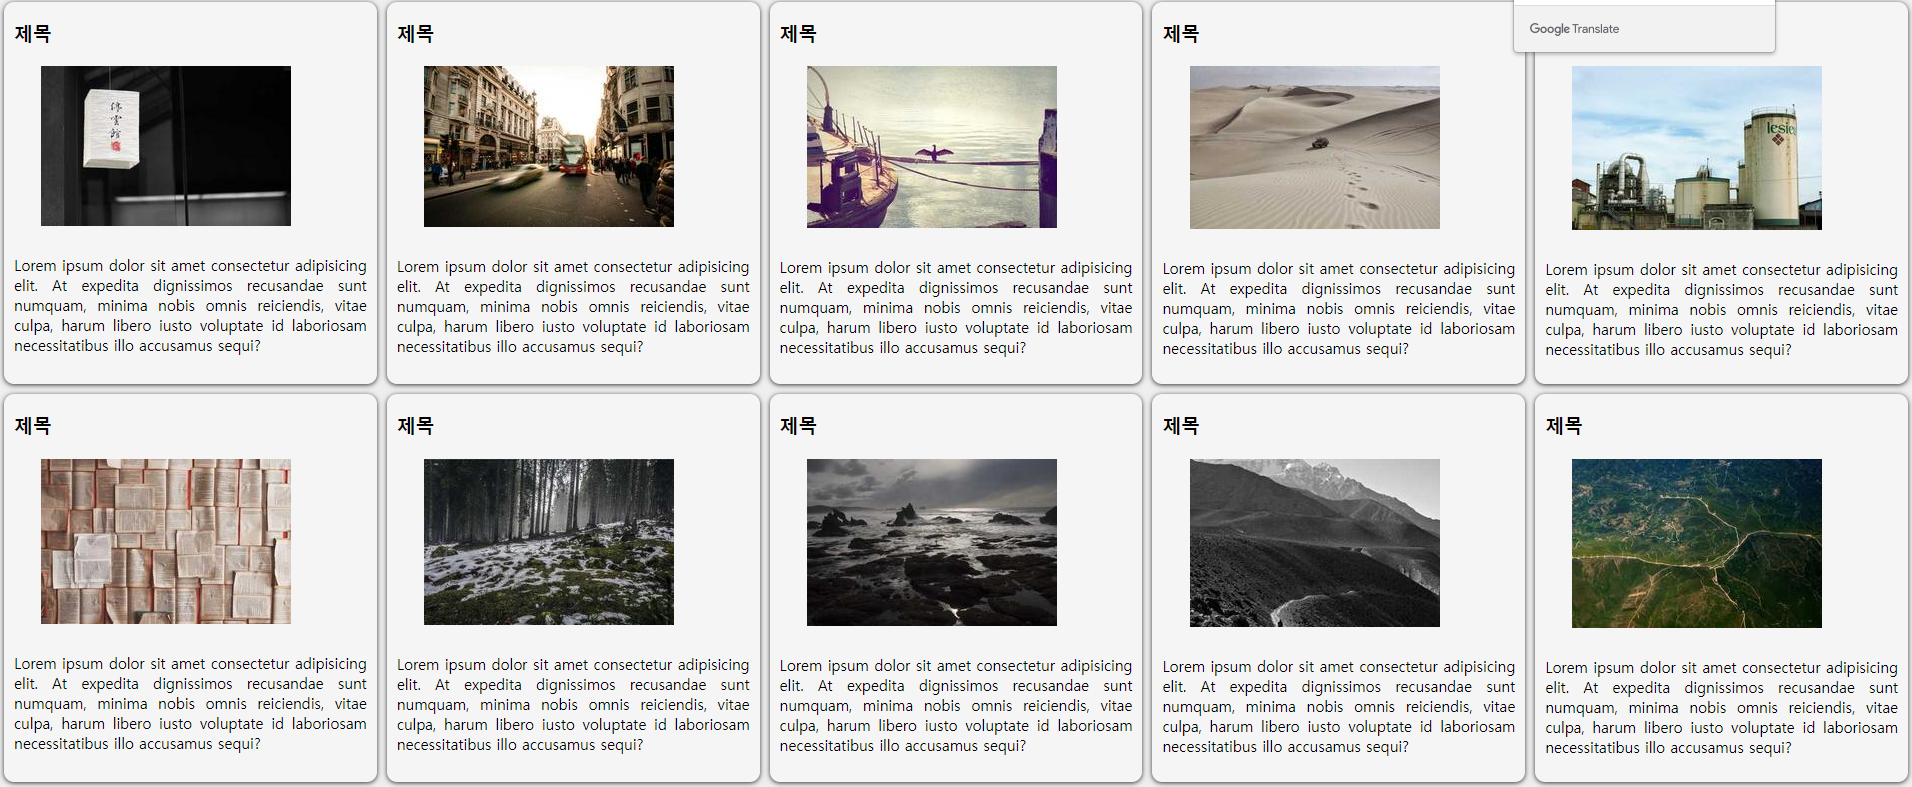 제목
Lorem ipsum dolor sit amet consectetur adipisicing
elit. At expedita dignissimos recusandae sunt
numquam, minima nobis omnis reiciendis, vitae
culpa, harum libero iusto voluptate id laboriosam
necessitatibus illo accusamus sequi?
제목
Lorem ipsum dolor sit amet consectetur adipisicing
elit. At expedita dignissimos recusandae sunt
numquam, minima nobis omnis reiciendis, vitae
culpa, harum libero iusto voluptate id laboriosam
necessitatibus illo accusamus sequi?
제목
Lorem ipsum dolor sit amet consectetur adipisicing
elit. At expedita dignissimos recusandae sunt
numquam, minima nobis omnis reiciendis, vitae
culpa, harum libero iusto voluptate id laboriosam
necessitatibus illo accusamus sequi?
제목
Lorem ipsum dolor sit amet consectetur adipisicing
elit. At expedita dignissimos recusandae sunt
numquam, minima nobis omnis reiciendis, vitae
culpa, harum libero iusto voluptate id laboriosam
necessitatibus illo accusamus sequi?
Google Translate
Lorem ipsum dolor sit amet consectetur adipisicing
elit. At expedita dignissimos recusandae sunt
numquam, minima nobis omnis reiciendis, vitae
culpa, harum libero iusto voluptate id laboriosam
necessitatibus illo accusamus sequi?
제목
Lorem ipsum dolor sit amet consectetur adipisicing
elit. At expedita dignissimos recusandae sunt
numquam, minima nobis omnis reiciendis, vitae
culpa, harum libero iusto voluptate id laboriosam
necessitatibus illo accusamus sequi?
제목
Lorem ipsum dolor sit amet consectetur adipisicing
elit. At expedita dignissimos recusandae sunt
numquam, minima nobis omnis reiciendis, vitae
culpa, harum libero iusto voluptate id laboriosam
necessitatibus illo accusamus sequi?
제목
Lorem ipsum dolor sit amet consectetur adipisicing
elit. At expedita dignissimos recusandae sunt
numquam, minima nobis omnis reiciendis, vitae
culpa, harum libero iusto voluptate id laboriosam
necessitatibus illo accusamus sequi?
제목
Lorem ipsum dolor sit amet consectetur adipisicing
elit. At expedita dignissimos recusandae sunt
numquam, minima nobis omnis reiciendis, vitae
culpa, harum libero iusto voluptate id laboriosam
necessitatibus illo accusamus sequi?
제목
Lorem ipsum dolor sit amet consectetur adipisicing
elit. At expedita dignissimos recusandae sunt
numquam, minima nobis omnis reiciendis, vitae
culpa, harum libero iusto voluptate id laboriosam
necessitatibus illo accusamus sequi?